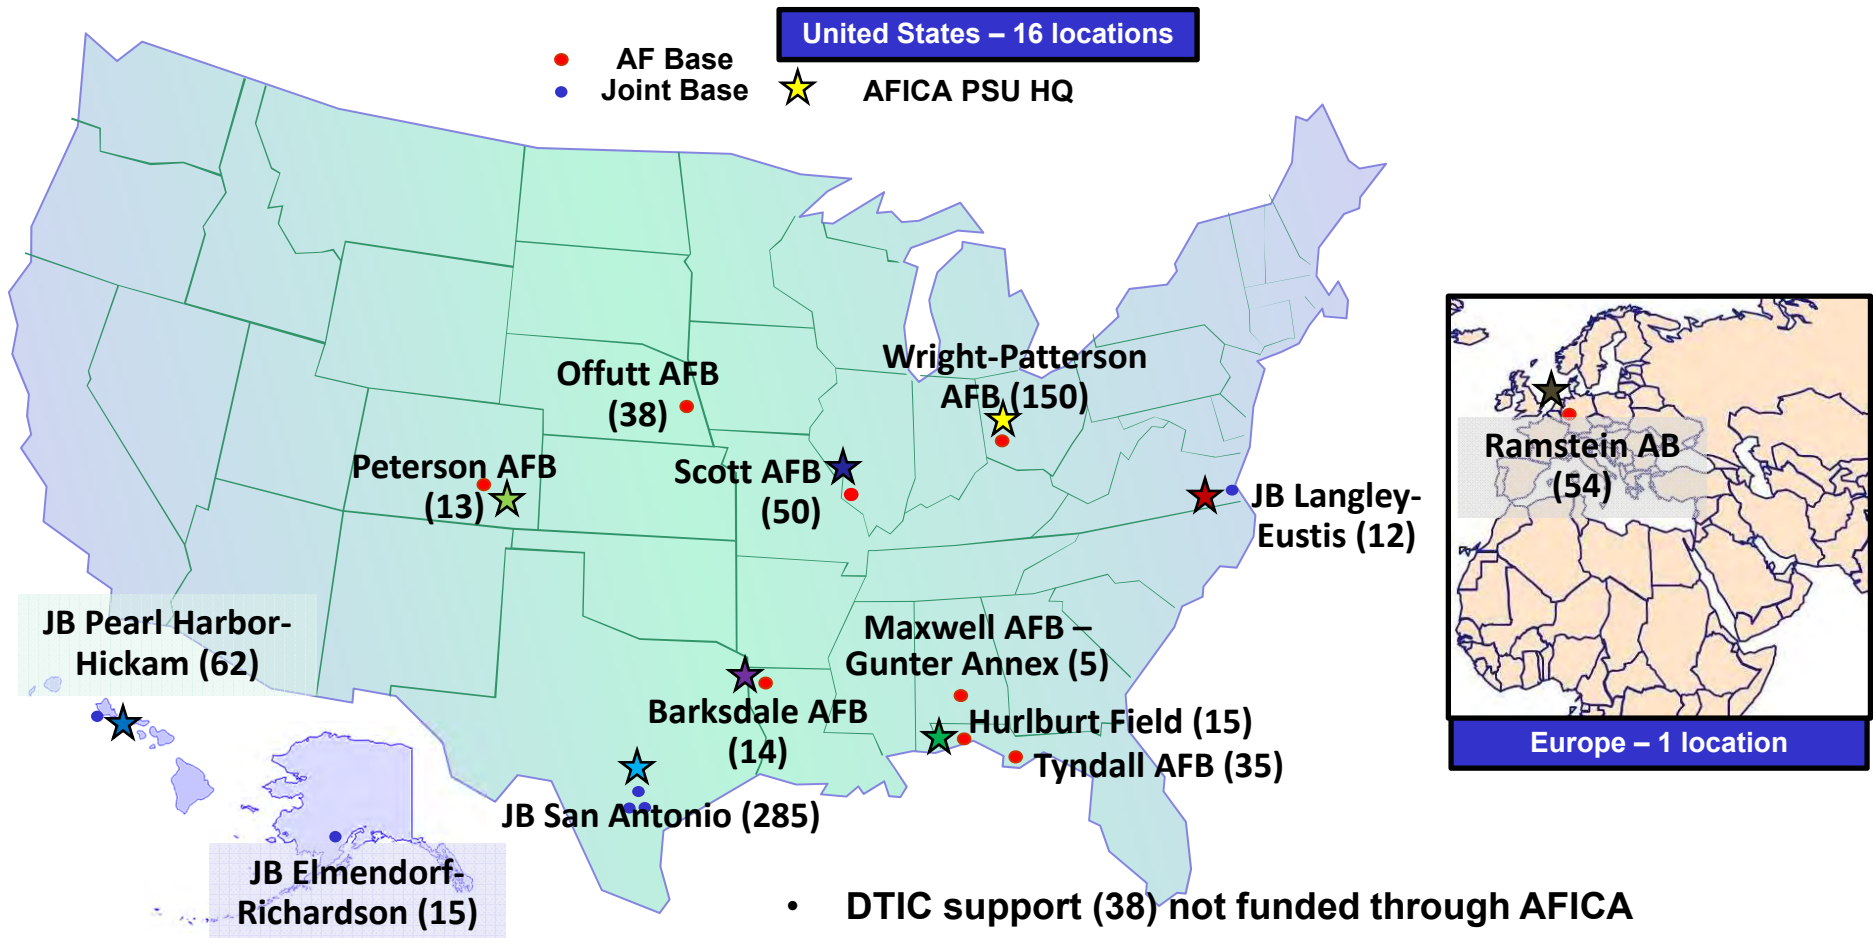 United States – 16 locations
AF Base
Joint Base
AFICA PSU HQ
Offutt AFB
(38)
Wright-Patterson
AFB (150)
Peterson AFB
(13)
Scott AFB
(50)
JB Langley-
Eustis (12)
Ramstein AB
(54)
JB Pearl Harbor-
Hickam (62)
Maxwell AFB –
Gunter Annex (5)
Barksdale AFB
(14)
Hurlburt Field (15)
Tyndall AFB (35)
Europe – 1 location
JB San Antonio (285)
JB Elmendorf-
Richardson (15)
• DTIC support (38) not funded through AFICA